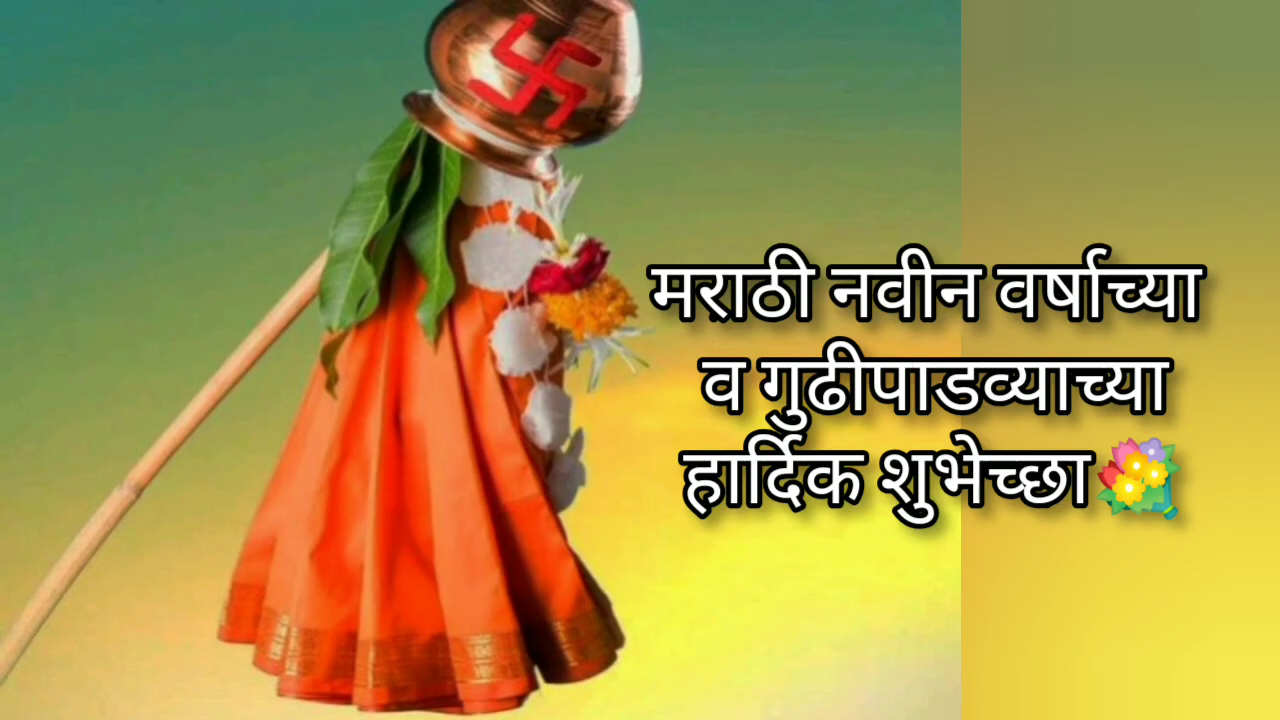 मराठी नवीन वर्षाच्या
व गुढीपाडव्याच्या
हार्दिक शुभेच्छा💐